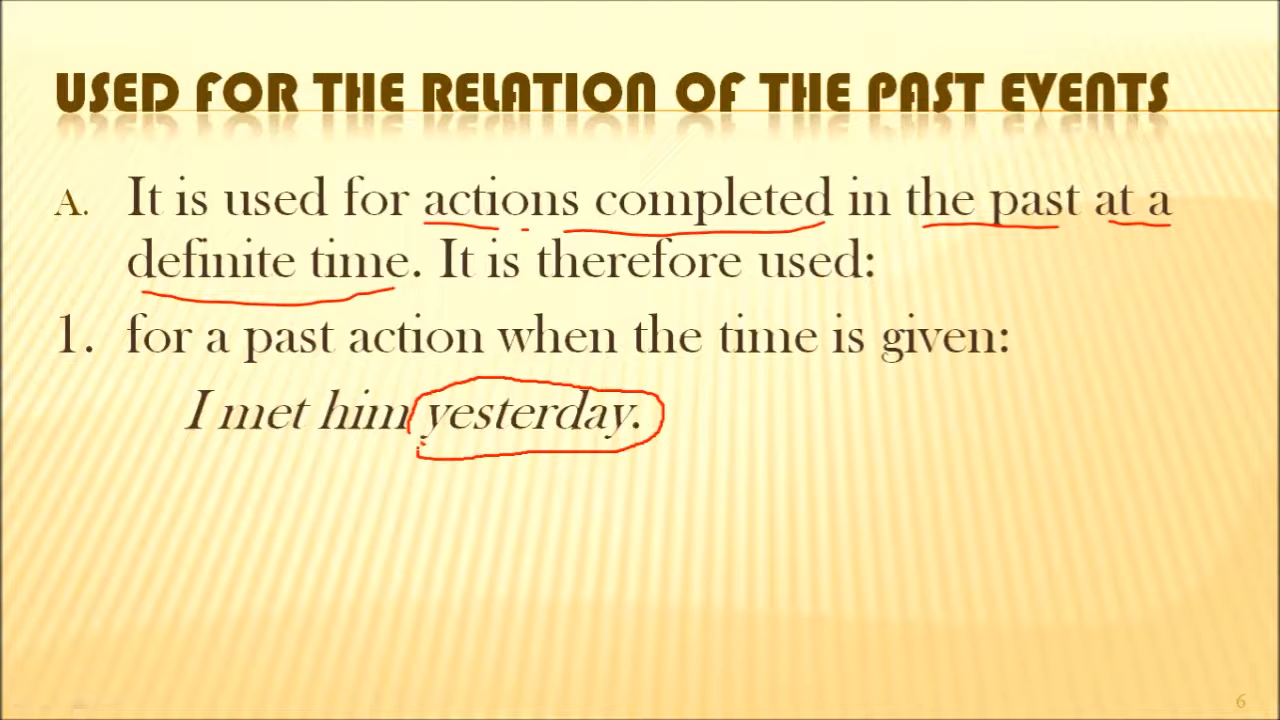 USED FOR THE RELATION OF THE PAST EVENTS
A. It is used for actions completed in the past at a
definite time. It is therefore used:
1. for a past action when the time is given:
I met him yesterday.
6